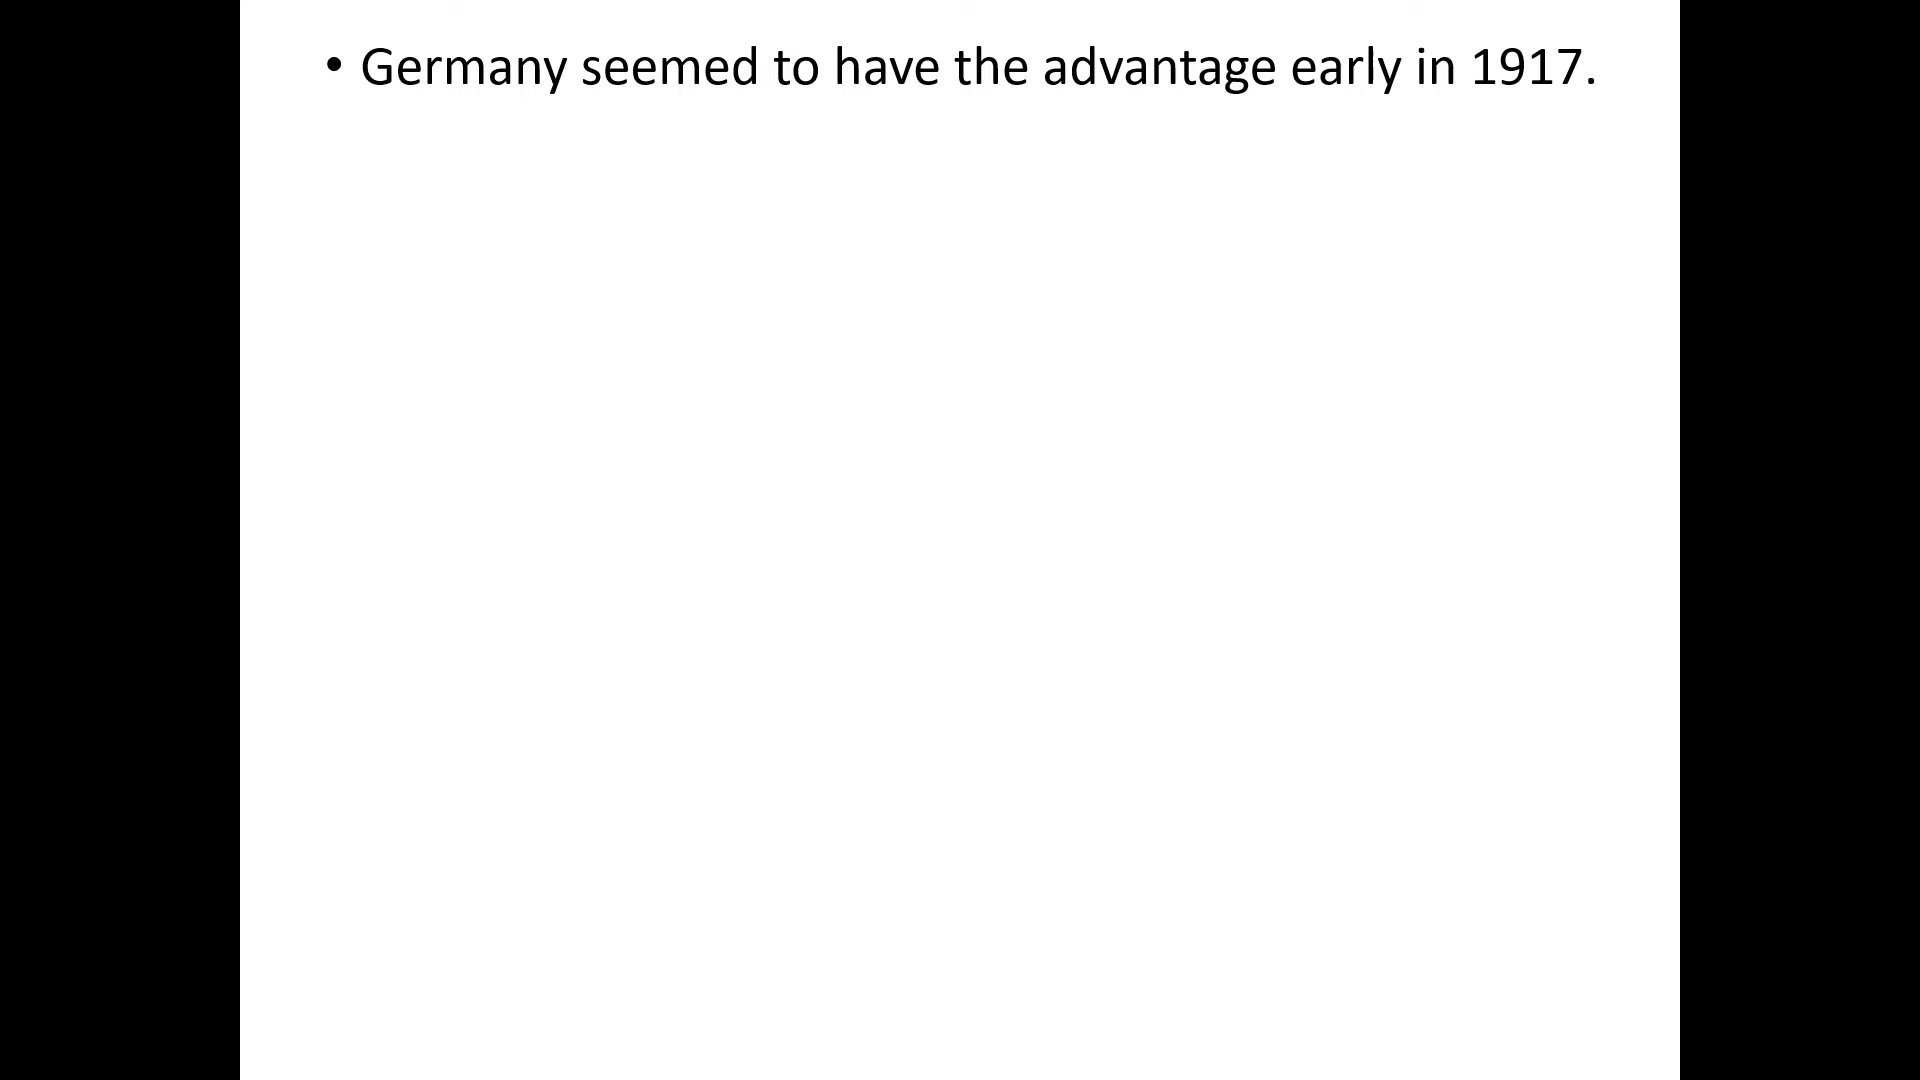 • Germany seemed to have the advantage early in 1917.